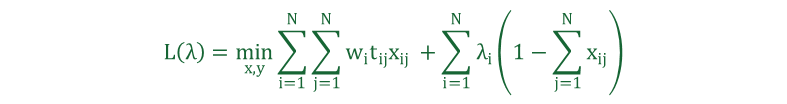 L(λ) = min_{x,y} ∑_{i=1}^{N} ∑_{j=1}^{N} w_i t_{ij} x_{ij} + ∑_{i=1}^{N} λ_i (1 − ∑_{j=1}^{N} x_{ij})